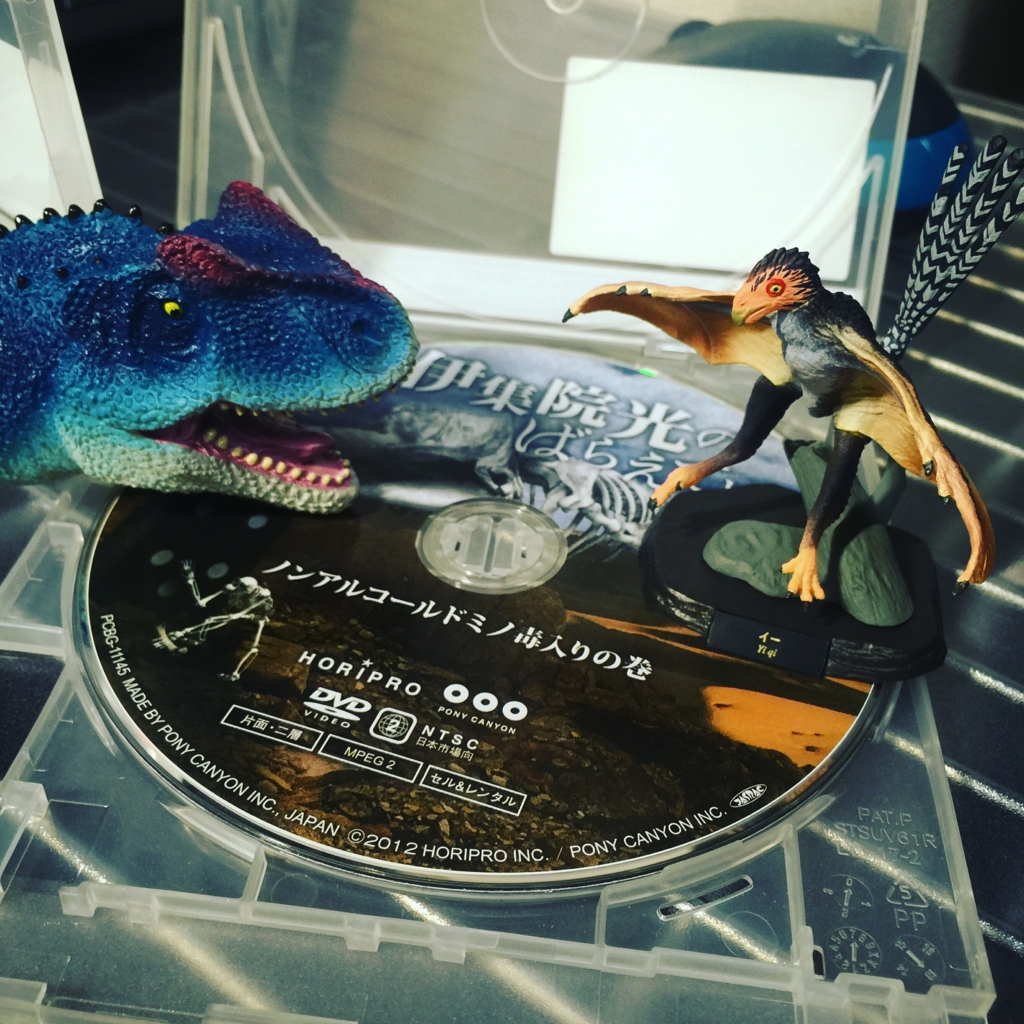 伊集院光の
ばらえ
ノンアルコールドミノ毒入りの巻
HORIPRO
PONY CANYON
DVD
VIDEO
2
NTSC
日本市場向
片面・二層
MPEG 2
セル&レンタル
PCBG-11145 MADE BY PONY CANYON INC., JAPAN ©2012 HORIPRO INC. / PONY CANYON INC.
JASRAC
イー
Yi qi
PAT.P
5
PP